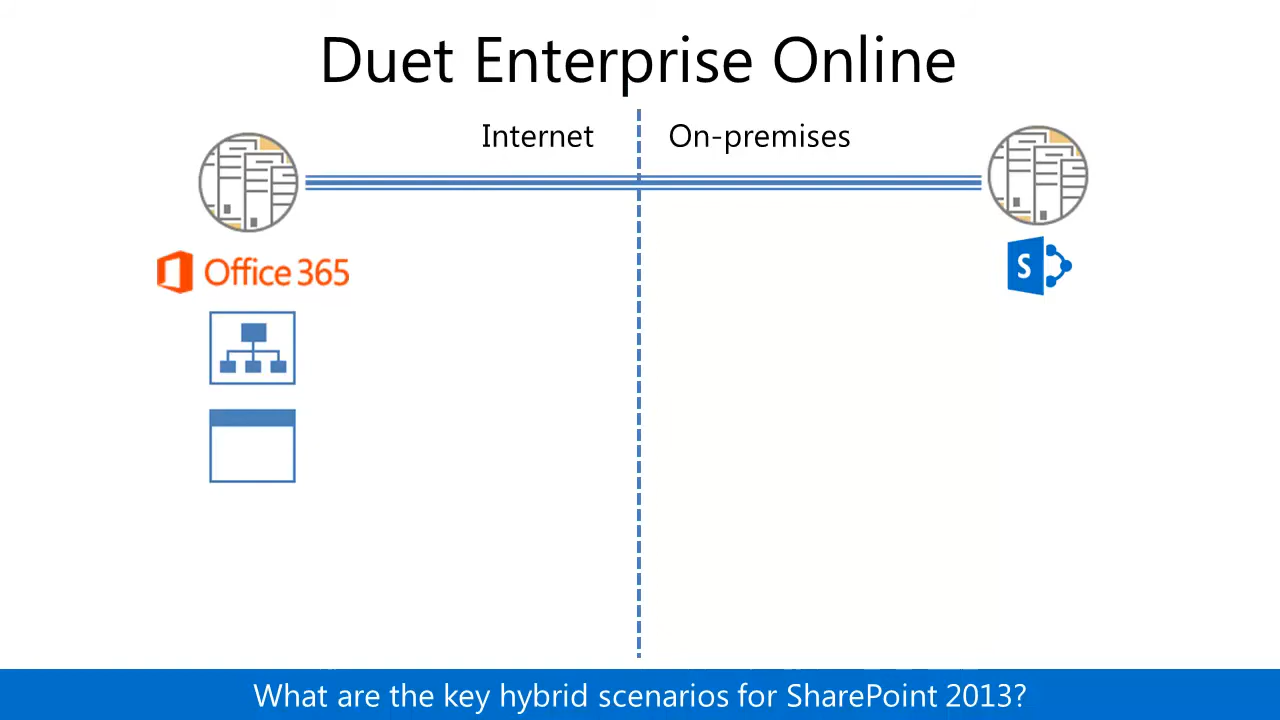 Duet Enterprise Online
Internet
On-premises
Office 365
S
What are the key hybrid scenarios for SharePoint 2013?